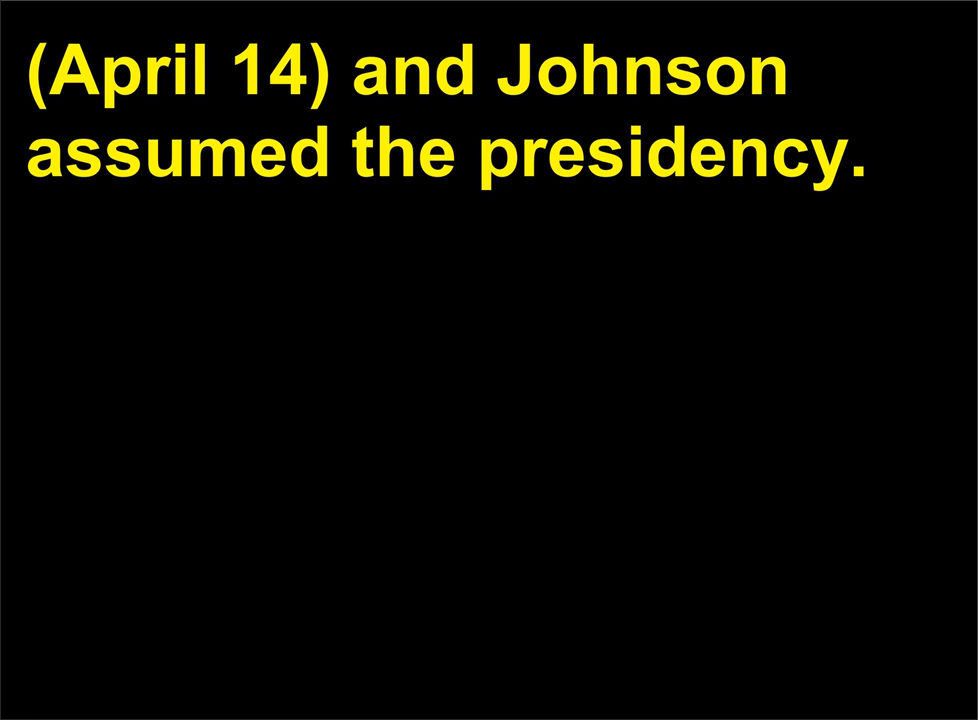 (April 14) and Johnson
assumed the presidency.